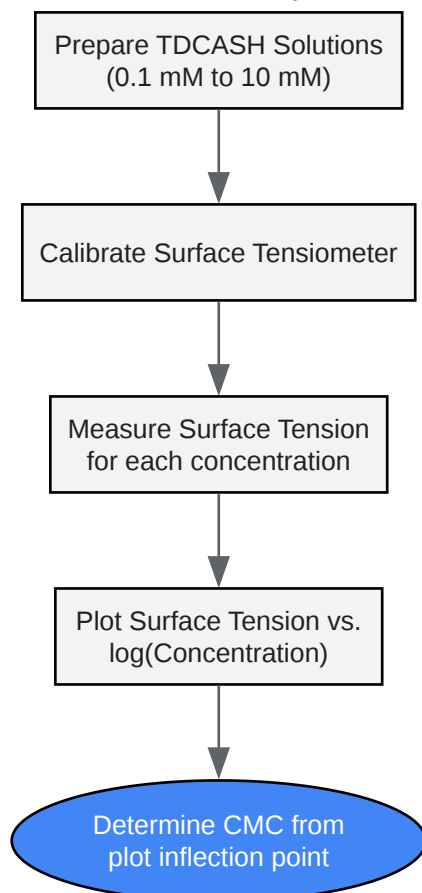 Prepare TDCASH Solutions
(0.1 mM to 10 mM)
Calibrate Surface Tensiometer
Measure Surface Tension
for each concentration
Plot Surface Tension vs.
log(Concentration)
Determine CMC from
plot inflection point